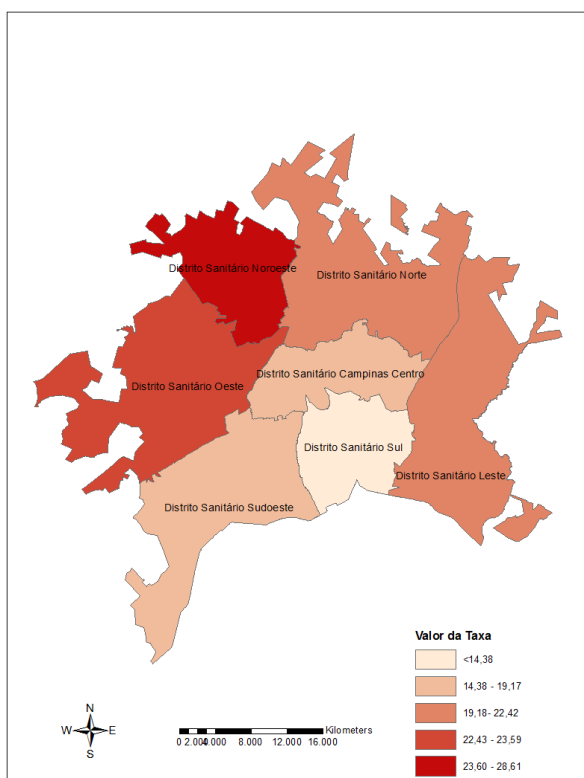 Distrito Sanitário Noroeste
Distrito Sanitário Norte
Distrito Sanitário Campinas Centro
Distrito Sanitário Oeste
Distrito Sanitário Sul
Distrito Sanitário Leste
Distrito Sanitário Sudoeste
Valor da Taxa
<14,38
14,38 - 19,17
19,18- 22,42
22,43 - 23,59
23,60 - 28,61
N
W E
S
Kilometers
0 2.000 8.000 12.000 16.000